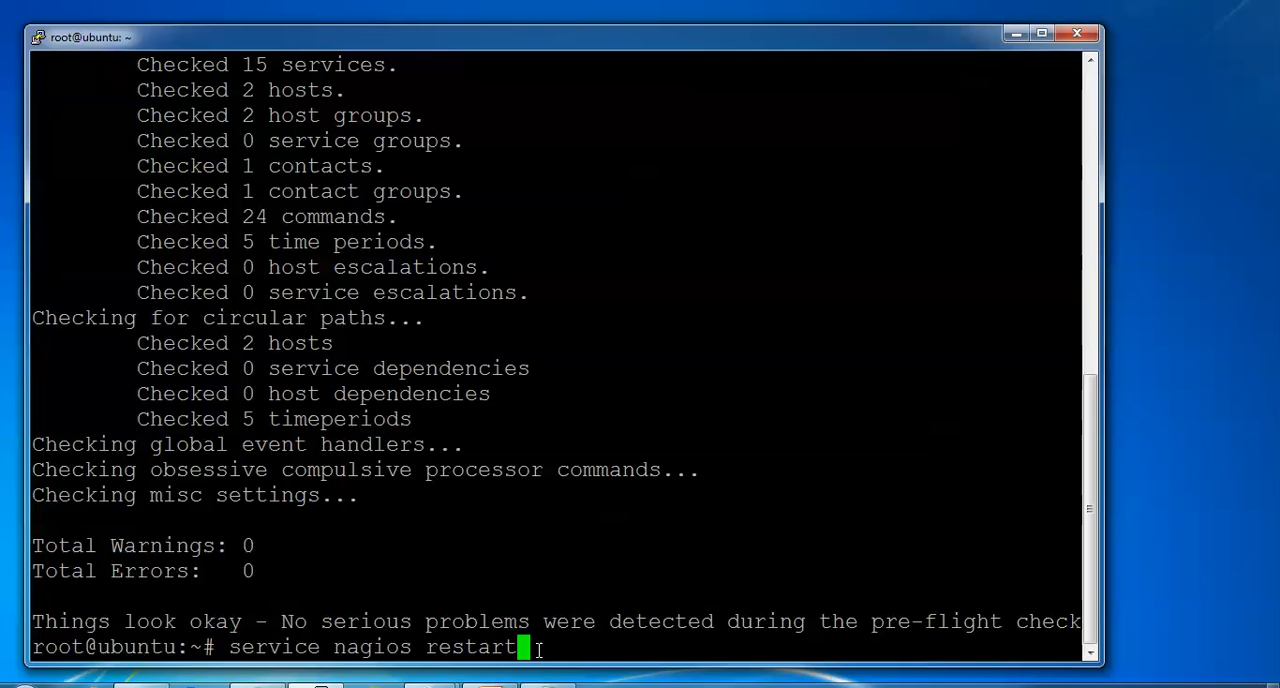 root@ubuntu: ~
Checked 15 services.
Checked 2 hosts.
Checked 2 host groups.
Checked 0 service groups.
Checked 1 contacts.
Checked 1 contact groups.
Checked 24 commands.
Checked 5 time periods.
Checked 0 host escalations.
Checked 0 service escalations.
Checking for circular paths...
Checked 2 hosts
Checked 0 service dependencies
Checked 0 host dependencies
Checked 5 timeperiods
Checking global event handlers...
Checking obsessive compulsive processor commands...
Checking misc settings...
Total Warnings: 0
Total Errors:   0
Things look okay - No serious problems were detected during the pre-flight check
root@ubuntu:~# service nagios restart